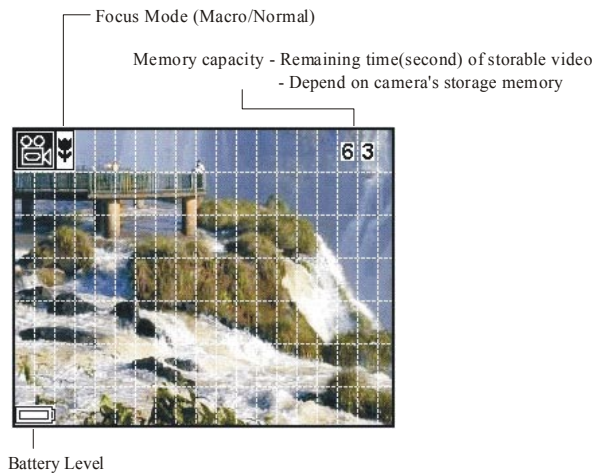 Focus Mode (Macro/Normal)
Memory capacity - Remaining time(second) of storable video
- Depend on camera's storage memory
63
Battery Level